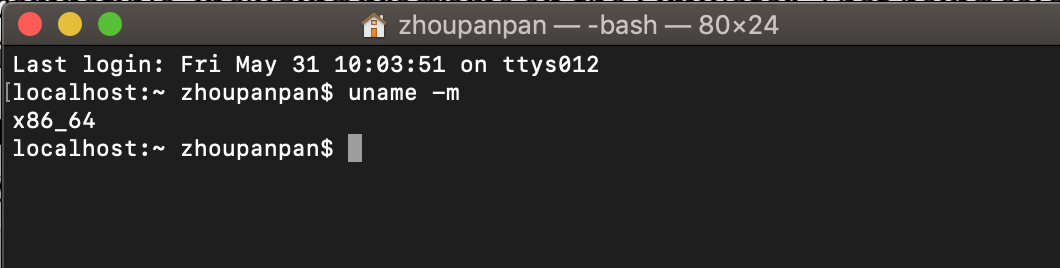 zhoupanpan — -bash — 80×24
Last login: Fri May 31 10:03:51 on ttys012
[localhost:~ zhoupanpan$ uname -m
x86_64
localhost:~ zhoupanpan$